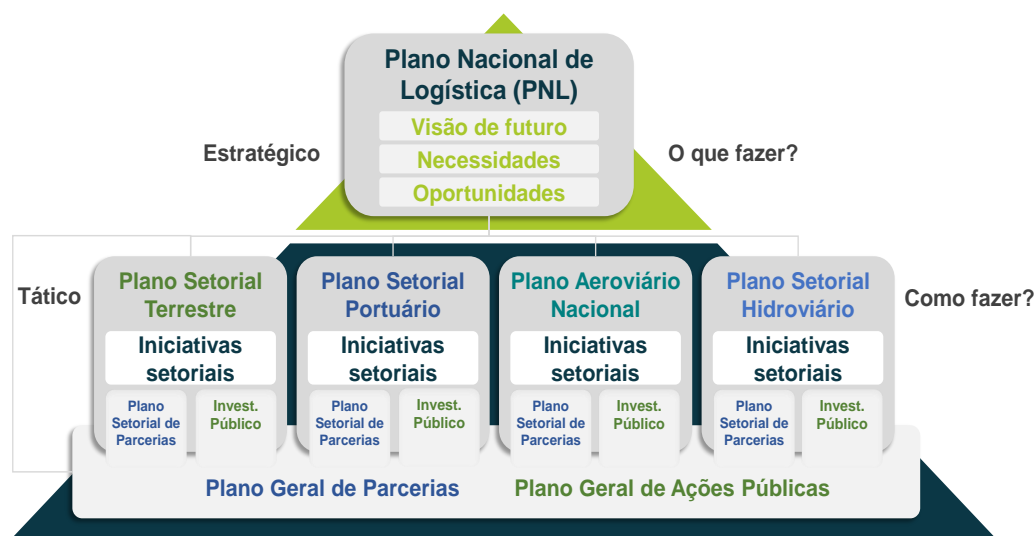 Plano Nacional de
Logística (PNL)
Visão de futuro
Estratégico
Necessidades
O que fazer?
Oportunidades
Tático
Plano Setorial
Terrestre
Iniciativas
setoriais
Plano
Setorial de
Parcerias
Invest.
Público
Plano Setorial
Portuário
Iniciativas
setoriais
Plano
Setorial de
Parcerias
Invest.
Público
Plano Aeroviário
Nacional
Iniciativas
setoriais
Plano
Setorial de
Parcerias
Invest.
Público
Plano Setorial
Hidroviário
Iniciativas
setoriais
Plano
Setorial de
Parcerias
Invest.
Público
Como fazer?
Plano Geral de Parcerias
Plano Geral de Ações Públicas